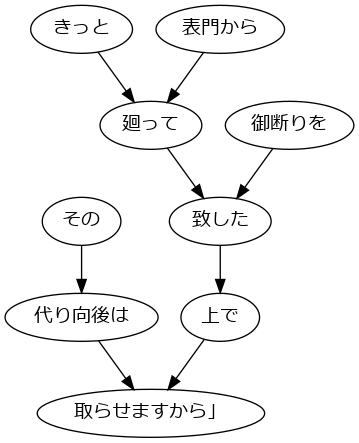 きっと
表門から
廻って
御断りを
その
致した
代り向後は
上で
取らせますから」